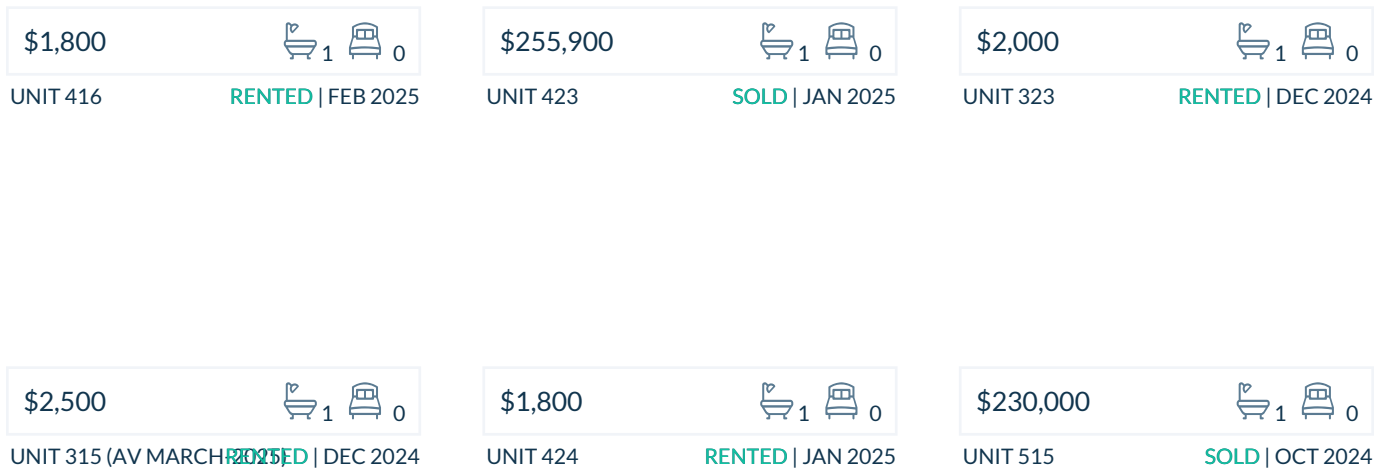 $1,800 1 0
UNIT 416 RENTED | FEB 2025
$255,900 1 0
UNIT 423 SOLD | JAN 2025
$2,000 1 0
UNIT 323 RENTED | DEC 2024
$2,500 1 0
UNIT 315 (AV MARCH-2025) RENTED | DEC 2024
$1,800 1 0
UNIT 424 RENTED | JAN 2025
$230,000 1 0
UNIT 515 SOLD | OCT 2024